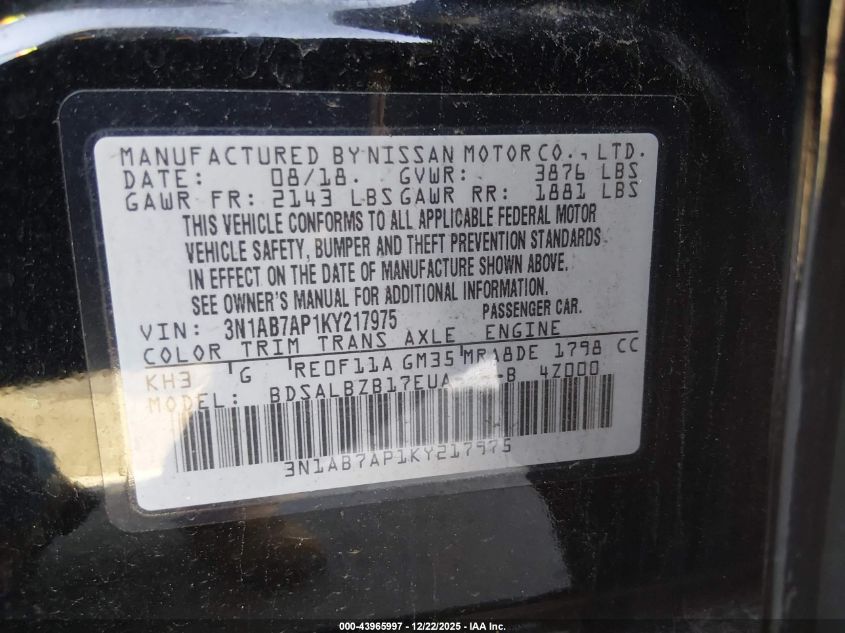 MANUFACTURED BY NISSAN MOTOR CO., LTD.
DATE: 08/18. GVWR: 3876 LBS
GAWR FR: 2143 LBS GAWR RR: 1881 LBS
THIS VEHICLE CONFORMS TO ALL APPLICABLE FEDERAL MOTOR
VEHICLE SAFETY, BUMPER AND THEFT PREVENTION STANDARDS
IN EFFECT ON THE DATE OF MANUFACTURE SHOWN ABOVE.
SEE OWNER'S MANUAL FOR ADDITIONAL INFORMATION.
VIN: 3N1AB7AP1KY217975 PASSENGER CAR.
COLOR TRIM TRANS AXLE ENGINE
KH3 G RE0F11A GM35 MRA8DE 1798 CC
MODEL: 4Z000
3N1AB7AP1KY217975
000-43965997 - 12/22/2025 - IAA Inc.